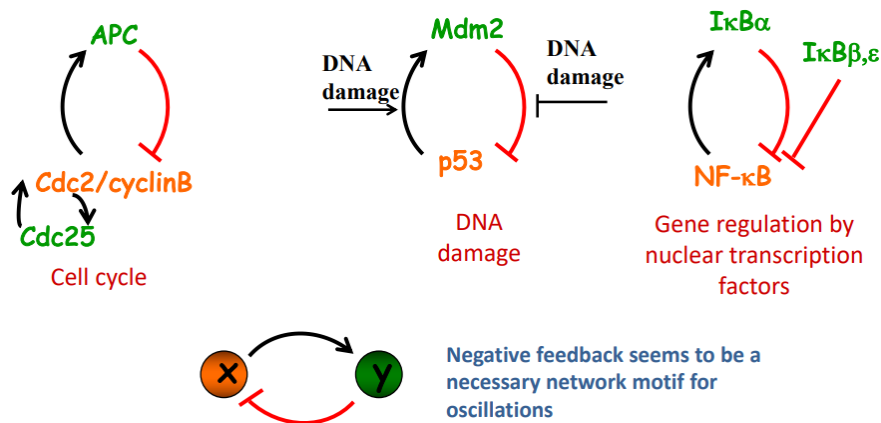 APC
Cdc2/cyclinB
Cdc25
Cell cycle
Mdm2
DNA
damage
DNA
damage
p53
DNA
damage
IκBα
IκBβ,ε
NF-κB
Gene regulation by
nuclear transcription
factors
x
y
Negative feedback seems to be a
necessary network motif for
oscillations